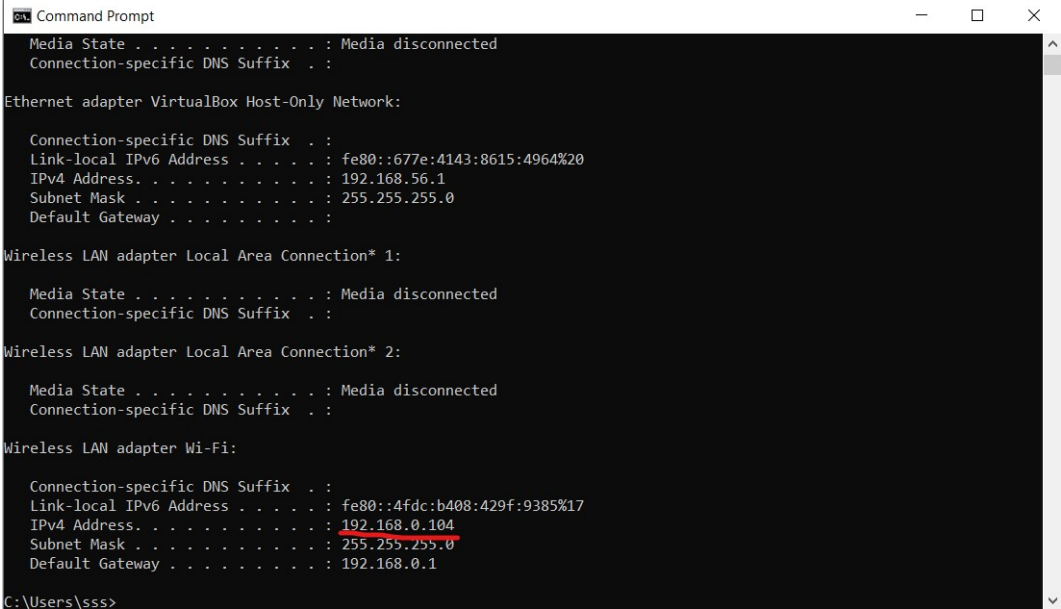 Command Prompt
Media State . . . . . . . . . . . : Media disconnected
Connection-specific DNS Suffix  . :
Ethernet adapter VirtualBox Host-Only Network:
Connection-specific DNS Suffix  . :
Link-local IPv6 Address . . . . . : fe80::677e:4143:8615:4964%20
IPv4 Address. . . . . . . . . . . : 192.168.56.1
Subnet Mask . . . . . . . . . . . : 255.255.255.0
Default Gateway . . . . . . . . . :
Wireless LAN adapter Local Area Connection* 1:
Media State . . . . . . . . . . . : Media disconnected
Connection-specific DNS Suffix  . :
Wireless LAN adapter Local Area Connection* 2:
Media State . . . . . . . . . . . : Media disconnected
Connection-specific DNS Suffix  . :
Wireless LAN adapter Wi-Fi:
Connection-specific DNS Suffix  . :
Link-local IPv6 Address . . . . . : fe80::4fdc:b408:429f:9385%17
IPv4 Address. . . . . . . . . . . : 192.168.0.104
Subnet Mask . . . . . . . . . . . : 255.255.255.0
Default Gateway . . . . . . . . . : 192.168.0.1
C:\Users\sss>